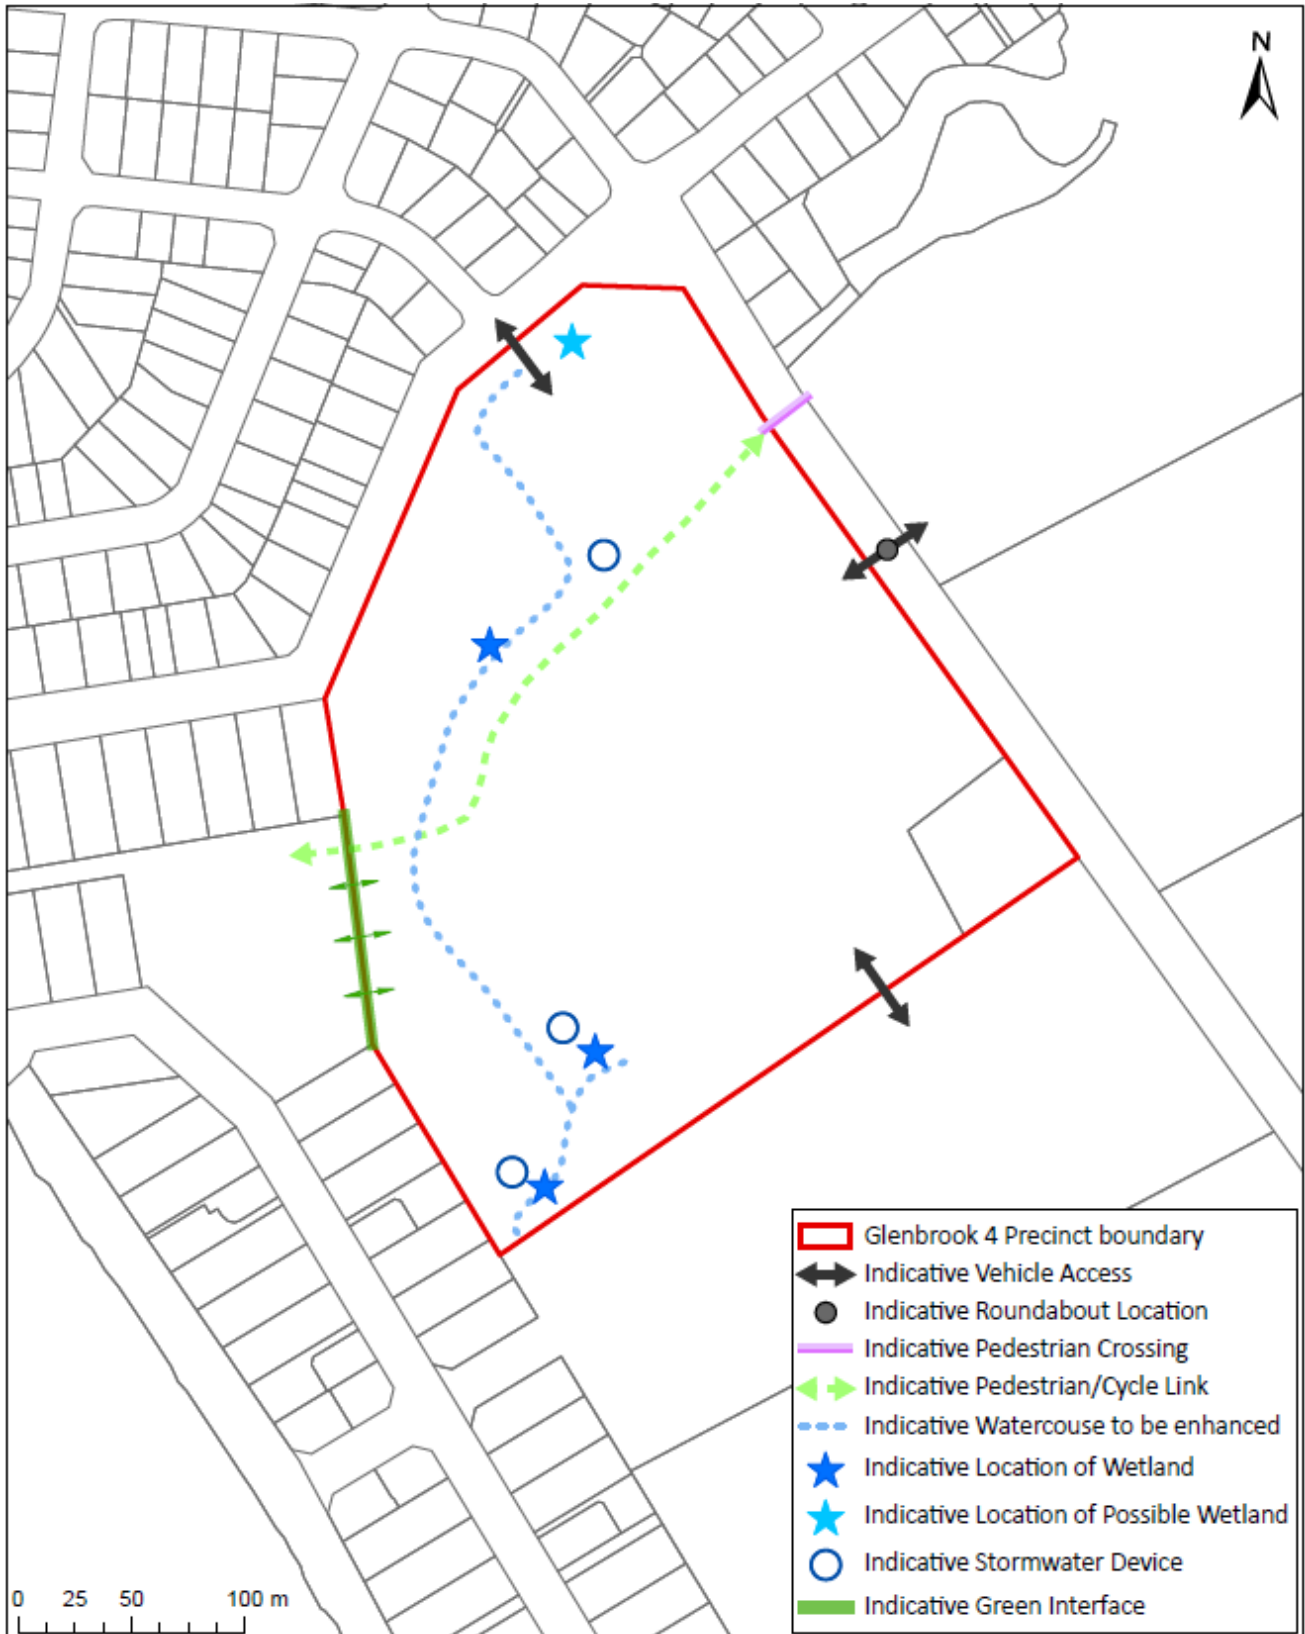 N
Glenbrook 4 Precinct boundary
Indicative Vehicle Access
Indicative Roundabout Location
Indicative Pedestrian Crossing
Indicative Pedestrian/Cycle Link
Indicative Watercouse to be enhanced
Indicative Location of Wetland
Indicative Location of Possible Wetland
Indicative Stormwater Device
Indicative Green Interface
0 25 50 100 m